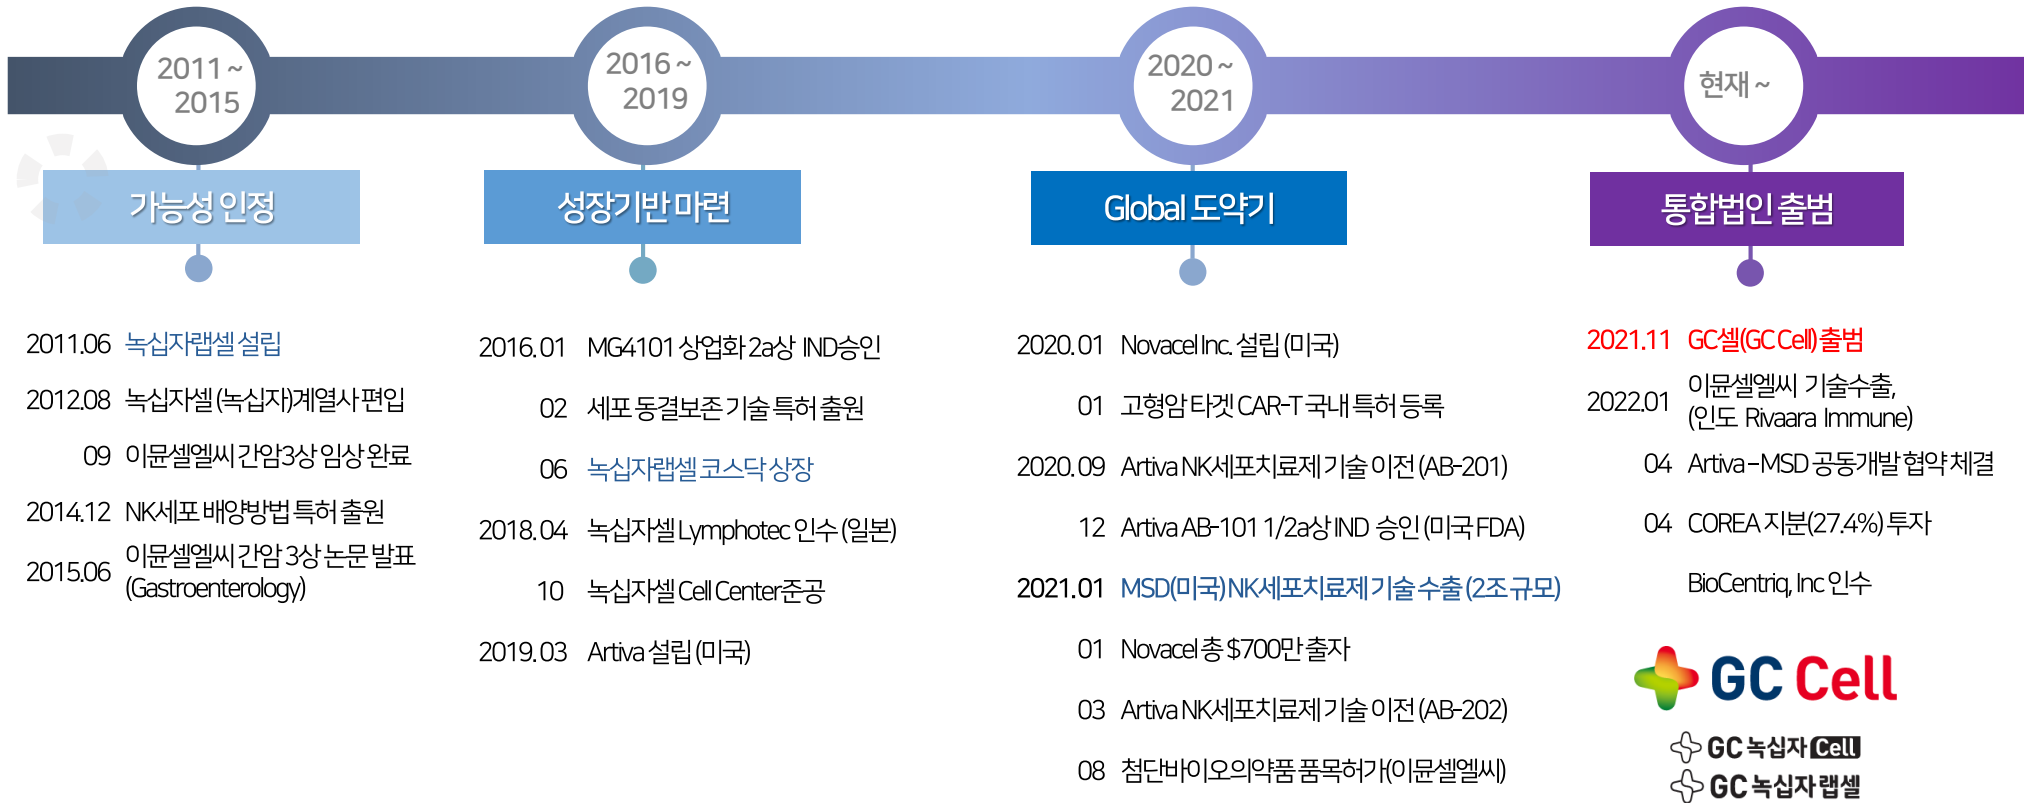 2011 ~
2015
2016 ~
2019
2020 ~
2021
현재 ~
가능성 인정
성장기반 마련
Global 도약기
통합법인 출범
2011.06 녹십자랩셀 설립
2012.08 녹십자셀 (녹십자)계열사 편입
09 이뮨셀엘씨 간암3상 임상 완료
2014.12 NK세포 배양방법 특허 출원
2015.06 이뮨셀엘씨 간암 3상 논문 발표
(Gastroenterology)
2016.01 MG4101 상업화 2a상 IND승인
02 세포 동결보존 기술 특허 출원
06 녹십자랩셀 코스닥 상장
2018.04 녹십자셀 Lymphotec 인수 (일본)
10 녹십자셀 Cell Center준공
2019.03 Artiva 설립 (미국)
2020.01 Novacel Inc. 설립 (미국)
01 고형암 타겟 CAR-T 국내 특허 등록
2020.09 Artiva NK세포치료제 기술 이전 (AB-201)
12 Artiva AB-101 1/2a상 IND 승인 (미국 FDA)
2021.01 MSD(미국) NK세포치료제 기술 수출 (2조 규모)
01 Novacel 총 $700만 출자
03 Artiva NK세포치료제 기술 이전 (AB-202)
08 첨단바이오의약품 품목허가(이뮨셀엘씨)
2021.11 GC셀(GC Cell) 출범
2022.01 이뮨셀엘씨 기술수출,
(인도 Rivaara Immune)
04 Artiva – MSD 공동개발 협약 체결
04 COREA 지분(27.4%) 투자
BioCentriq, Inc 인수
GC Cell
GC 녹십자 Cell
GC 녹십자랩셀